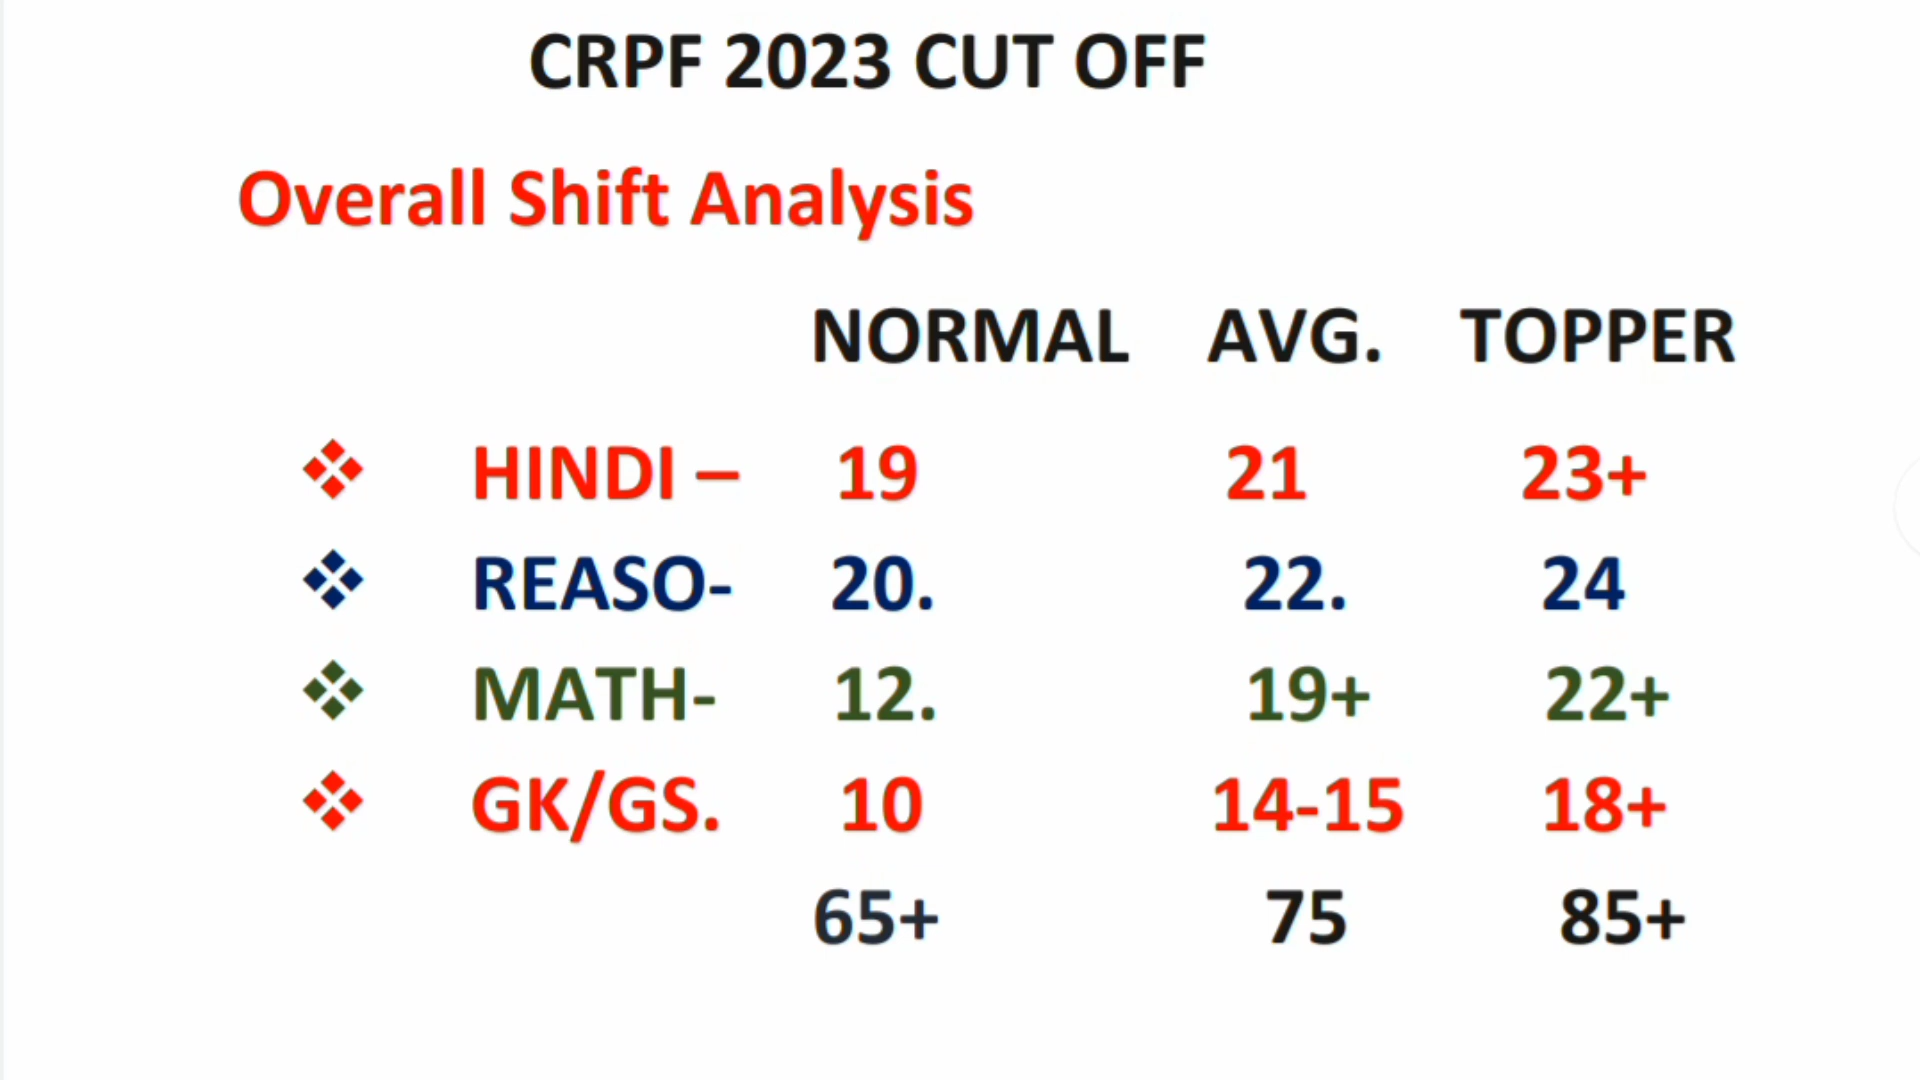 CRPF 2023 CUT OFF
Overall Shift Analysis
NORMAL AVG. TOPPER
❖ HINDI – 19 21 23+
❖ REASO- 20. 22. 24
❖ MATH- 12. 19+ 22+
❖ GK/GS. 10 14-15 18+
65+ 75 85+